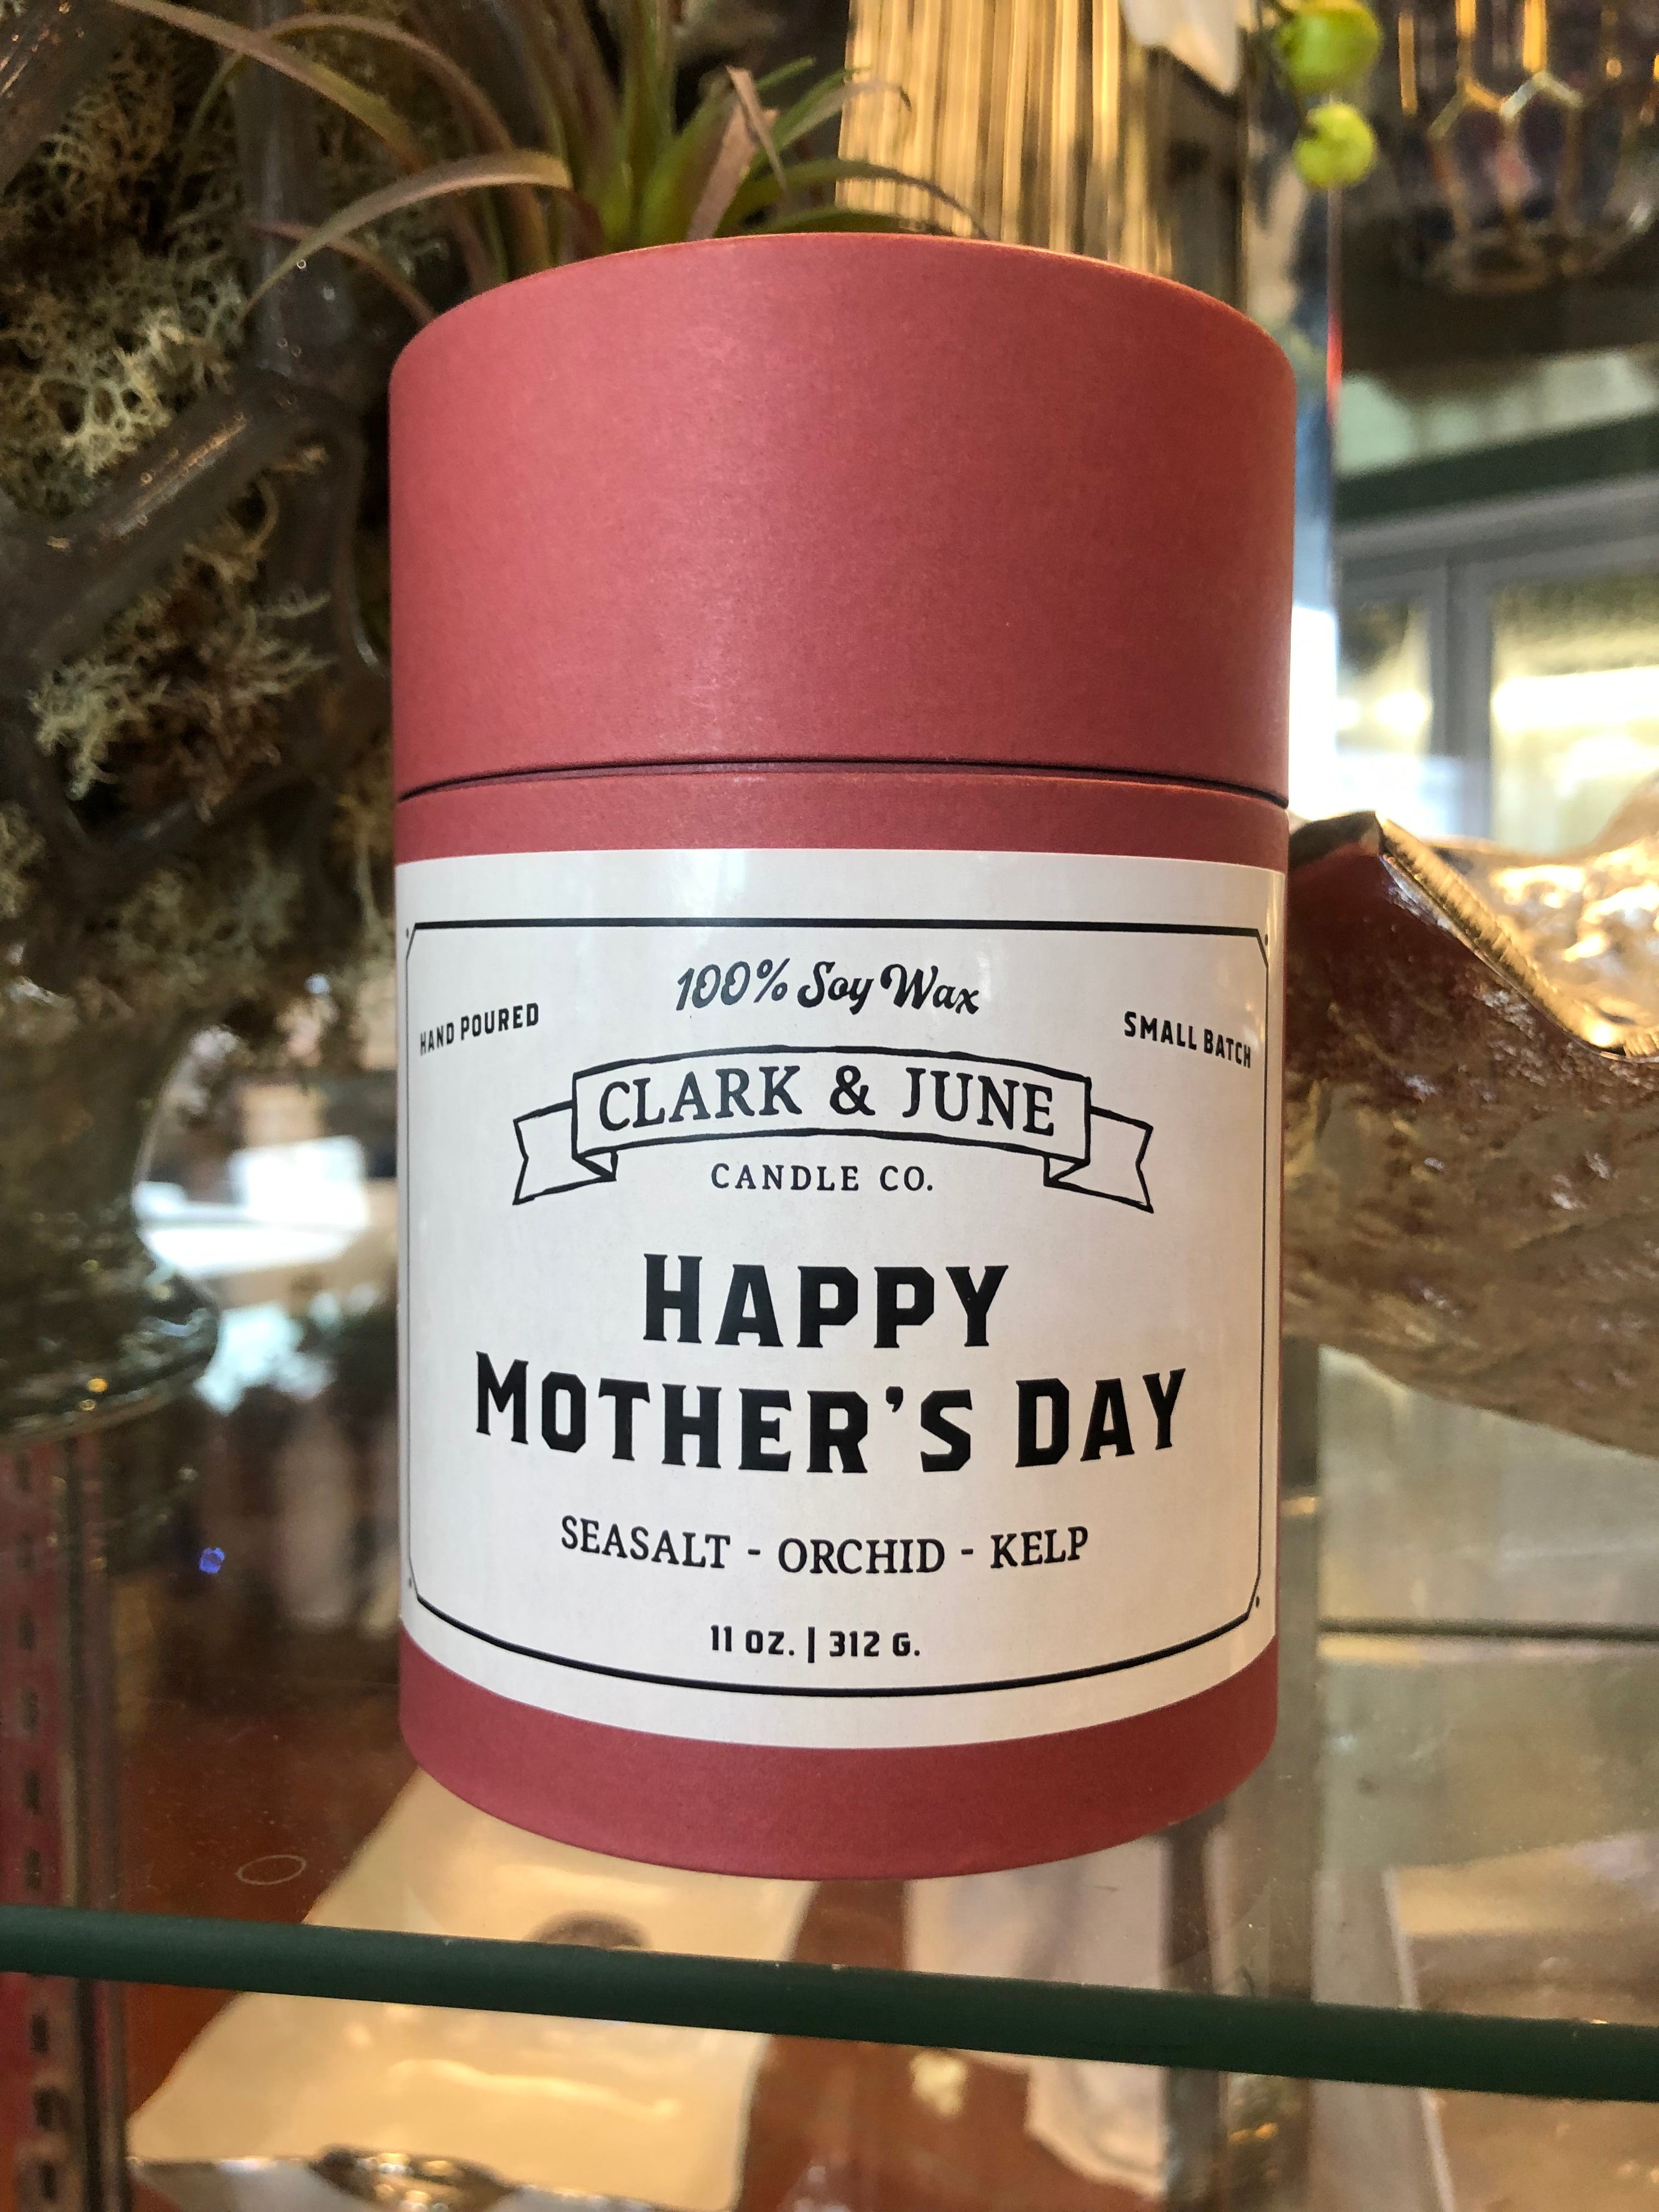 100% Soy Wax
HAND POURED
SMALL BATCH
CLARK & JUNE
CANDLE CO.
HAPPY
MOTHER'S DAY
SEASALT - ORCHID - KELP
11 OZ. | 312 G.